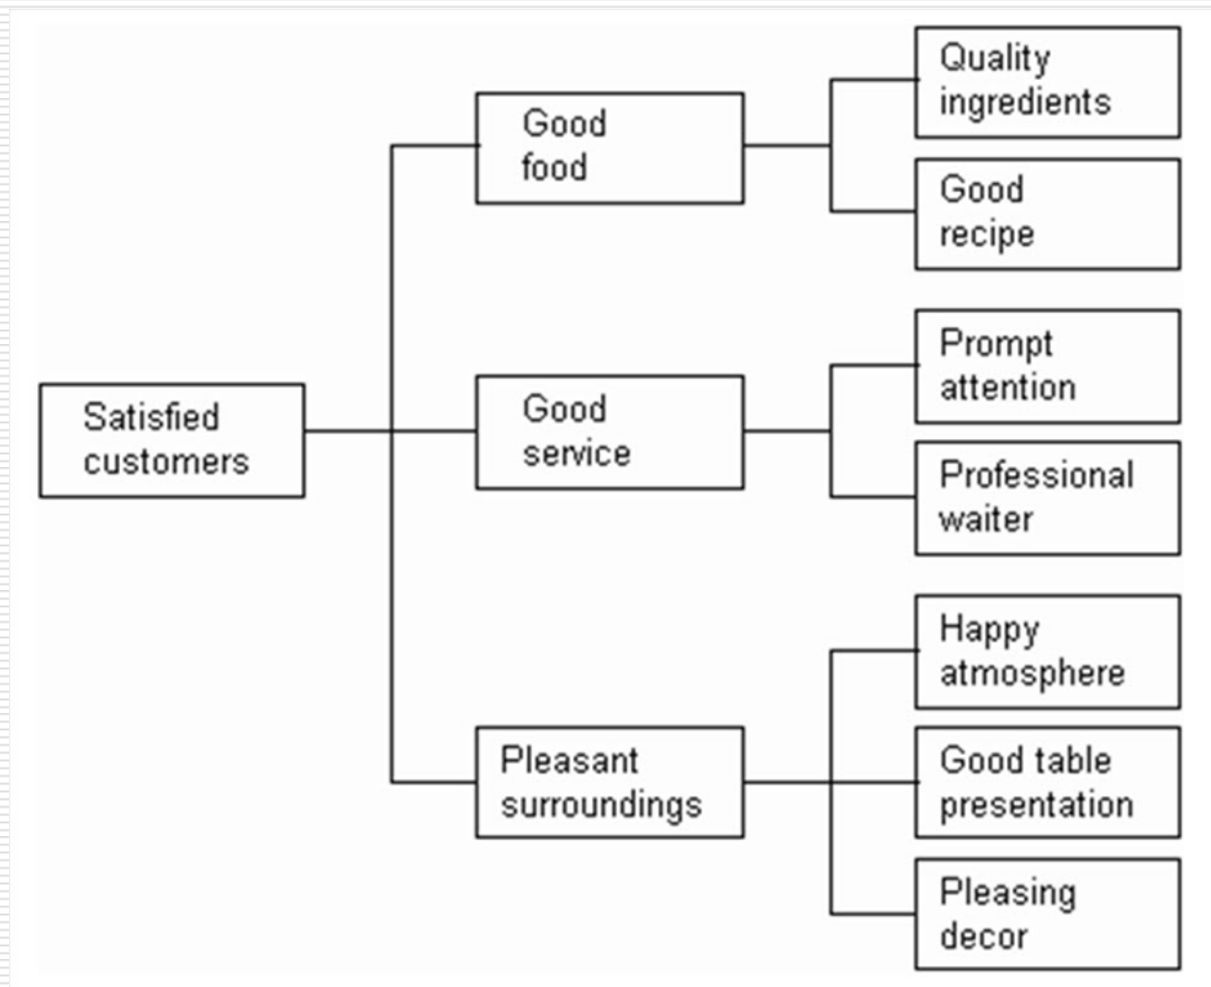 Satisfied
customers
Good
food
Quality
ingredients
Good
recipe
Good
service
Prompt
attention
Professional
waiter
Pleasant
surroundings
Happy
atmosphere
Good table
presentation
Pleasing
decor